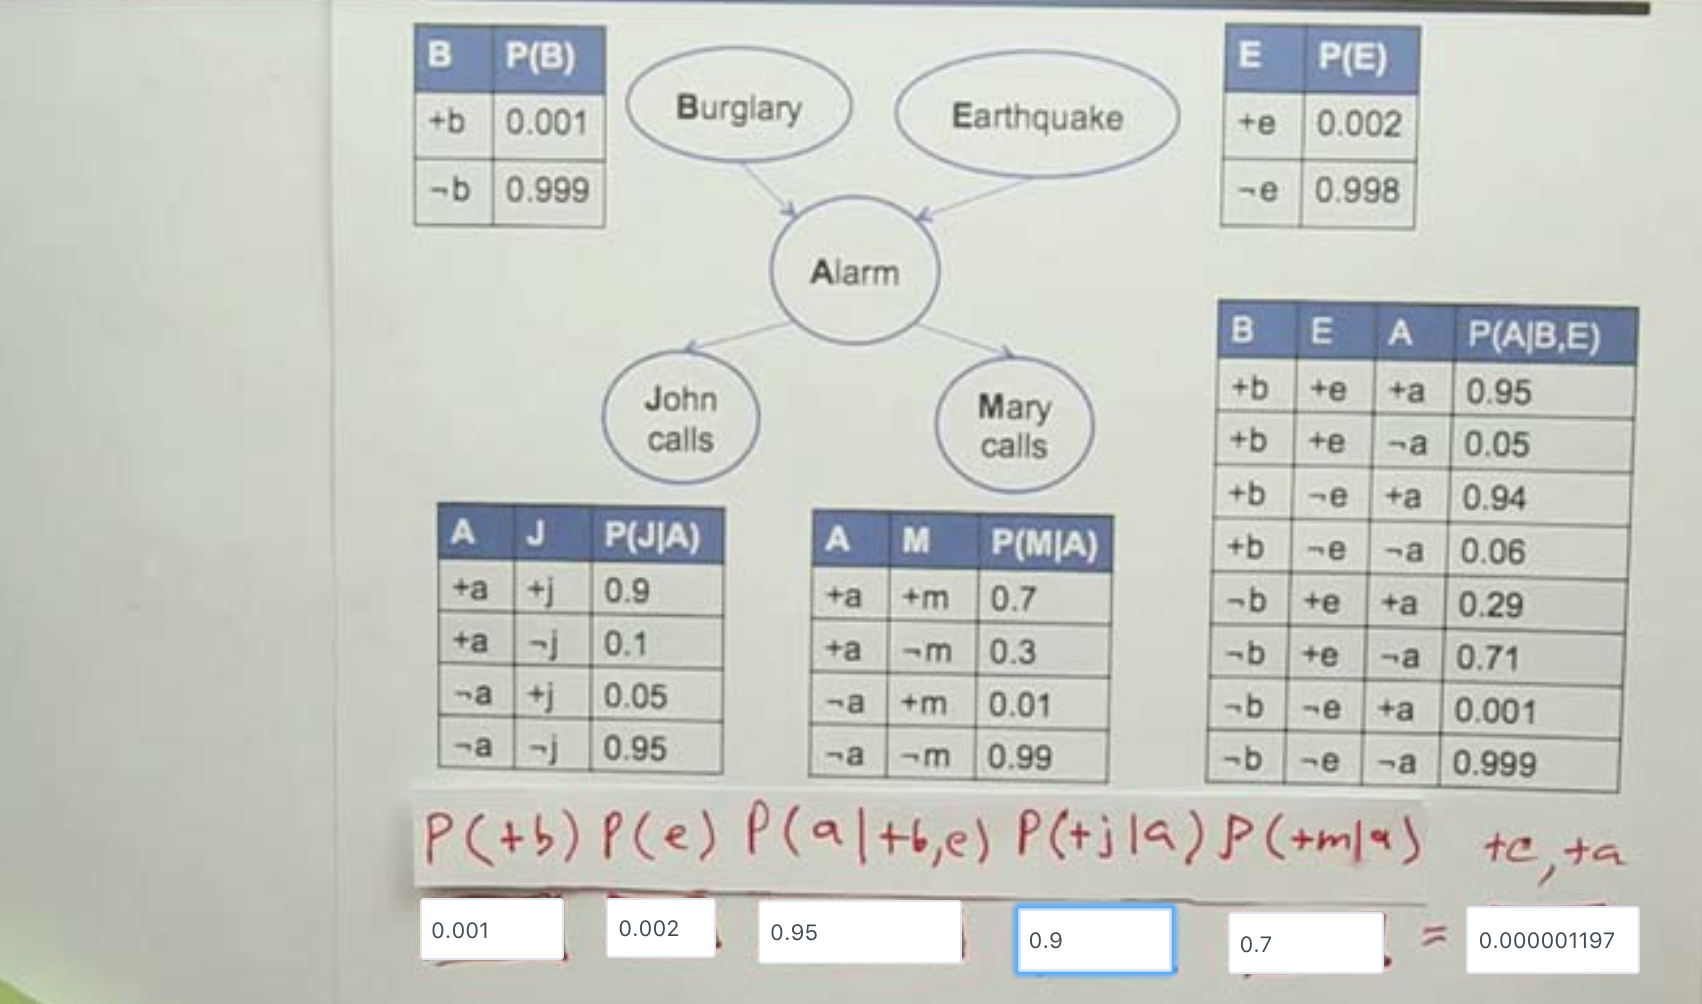 B P(B)
+b 0.001
¬b 0.999
Burglary
Earthquake
E P(E)
+e 0.002
¬e 0.998
Alarm
John
calls
Mary
calls
B E A P(A|B,E)
+b +e +a 0.95
+b +e ¬a 0.05
+b ¬e +a 0.94
+b ¬e ¬a 0.06
¬b +e +a 0.29
¬b +e ¬a 0.71
¬b ¬e +a 0.001
¬b ¬e ¬a 0.999
A J P(J|A)
+a +j 0.9
+a ¬j 0.1
¬a +j 0.05
¬a ¬j 0.95
A M P(M|A)
+a +m 0.7
+a ¬m 0.3
¬a +m 0.01
¬a ¬m 0.99
P(+b) P(e) P(a|+b,e) P(+j|a) P(+m|a) +e,+a
0.001 0.002 0.95 0.9 0.7 = 0.000001197